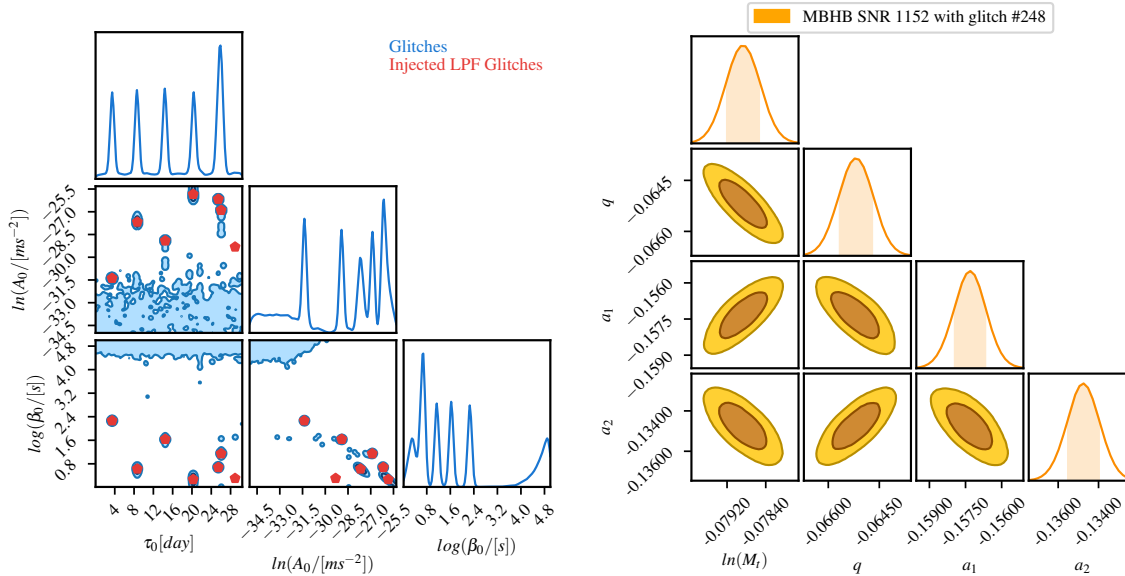 Glitches
Injected LPF Glitches
ln(A₀/[ms⁻²])
−25.5
−27.0
−28.5
−30.0
−31.5
−33.0
−34.5
log(β₀/[s])
4.8
4.0
3.2
2.4
1.6
0.8
4 8 12 16 20 24 28
τ₀[day]
−34.5 −33.0 −31.5 −30.0 −28.5 −27.0 −25.5
ln(A₀/[ms⁻²])
0.8 1.6 2.4 3.2 4.0 4.8
log(β₀/[s])
MBHB SNR 1152 with glitch #248
q
−0.0645
−0.0660
a₁
−0.1560
−0.1575
−0.1590
a₂
−0.13400
−0.13600
-0.07920 -0.07840
ln(Mₜ)
-0.06600 -0.06450
q
-0.15900 -0.15750 -0.15600
a₁
-0.13600 -0.13400
a₂